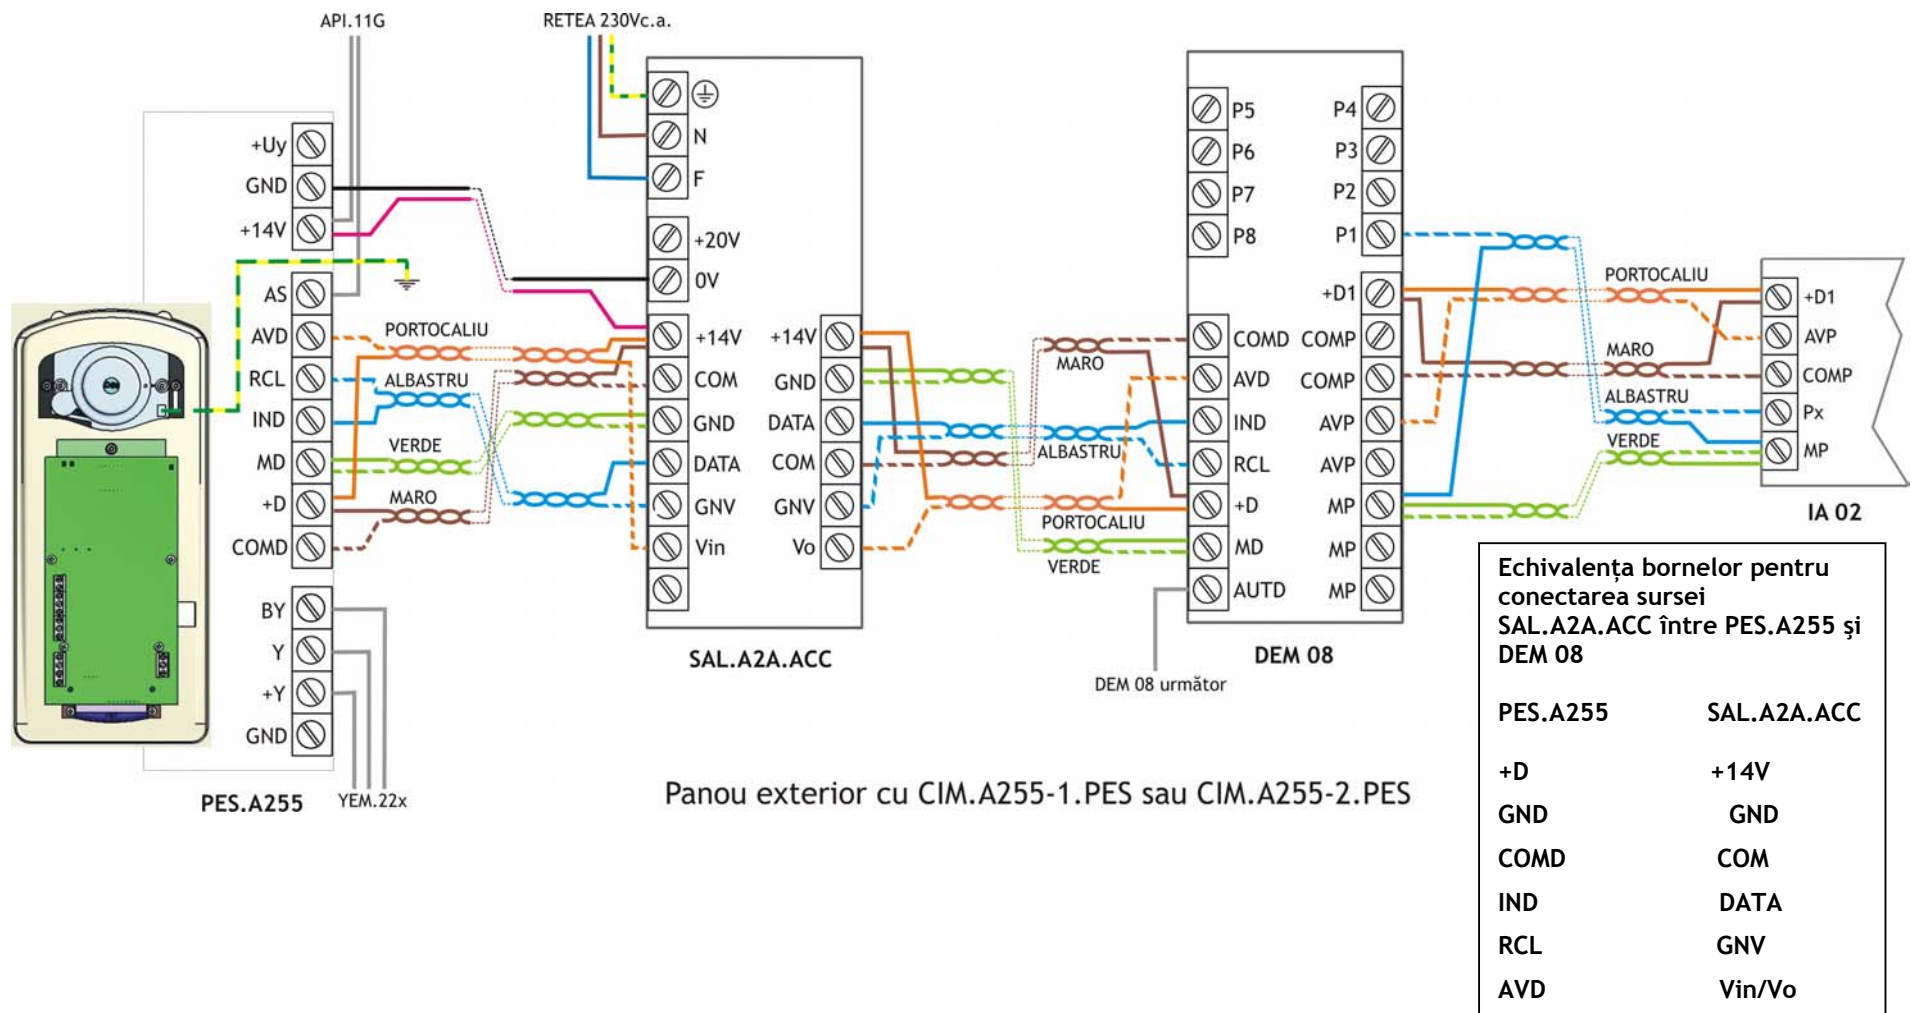 API.11G
RETEA 230Vc.a.
+Uy
GND
+14V
AS
AVD
RCL
IND
MD
+D
COMD
BY
Y
+Y
GND
PES.A255
YEM.22x
PORTOCALIU
ALBASTRU
VERDE
MARO
N
F
+20V
0V
+14V
COM
GND
DATA
GNV
Vin
+14V
GND
DATA
COM
GNV
Vo
SAL.A2A.ACC
MARO
ALBASTRU
PORTOCALIU
VERDE
P5
P6
P7
P8
COMD
AVD
IND
RCL
+D
MD
AUTD
P4
P3
P2
P1
+D1
COMP
COMP
AVP
AVP
MP
MP
MP
DEM 08
DEM 08 următor
PORTOCALIU
MARO
ALBASTRU
VERDE
+D1
AVP
COMP
Px
MP
IA 02
Panou exterior cu CIM.A255-1.PES sau CIM.A255-2.PES
Echivalența bornelor pentru
conectarea sursei
SAL.A2A.ACC între PES.A255 şi
DEM 08
PES.A255 SAL.A2A.ACC
+D +14V
GND GND
COMD COM
IND DATA
RCL GNV
AVD Vin/Vo